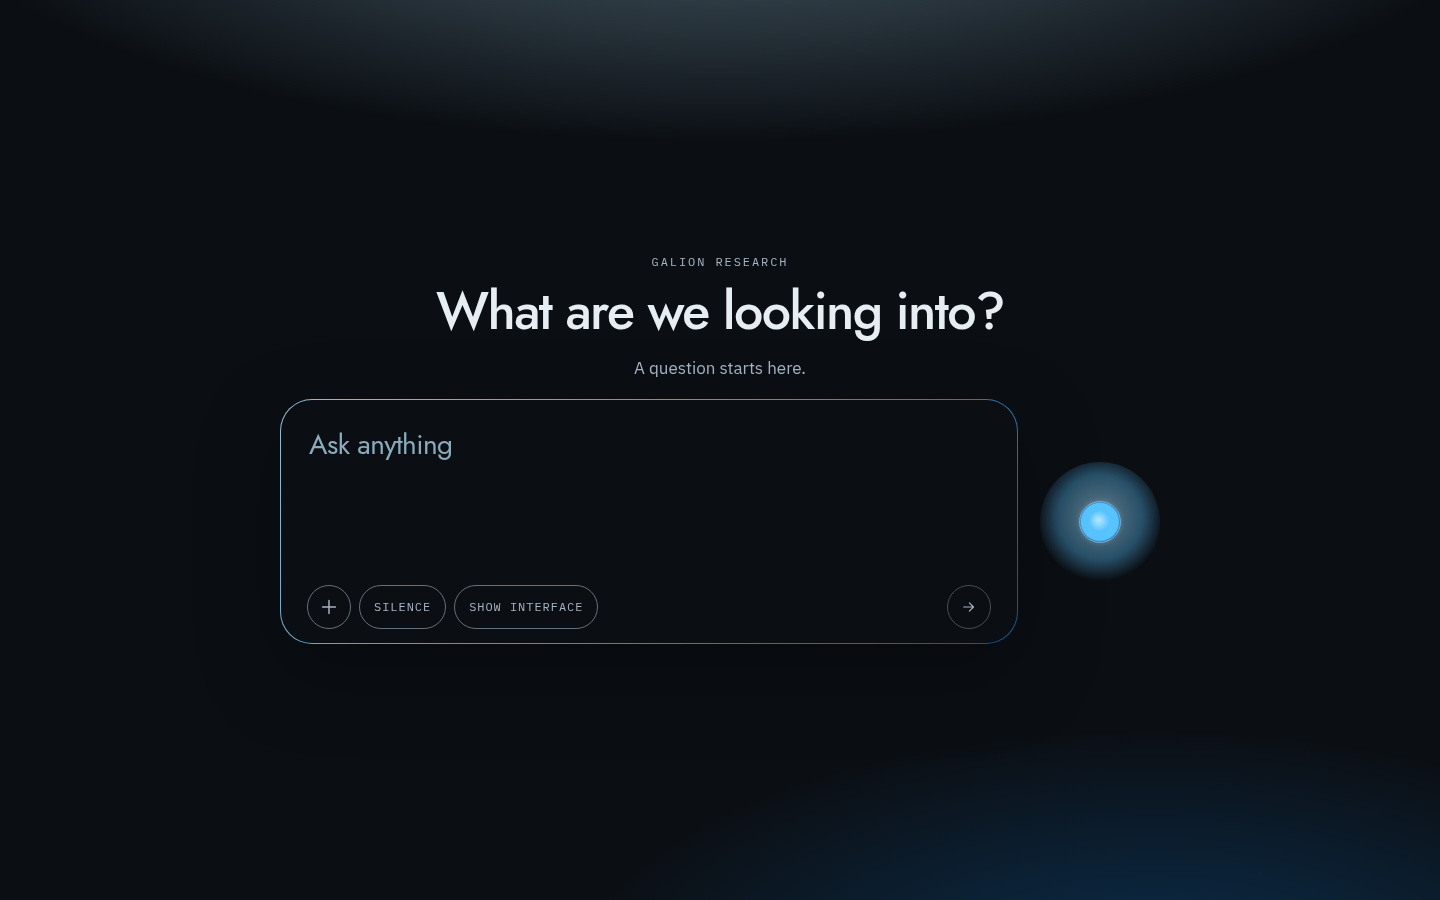 GALION RESEARCH
What are we looking into?
A question starts here.
Ask anything
SILENCE
SHOW INTERFACE